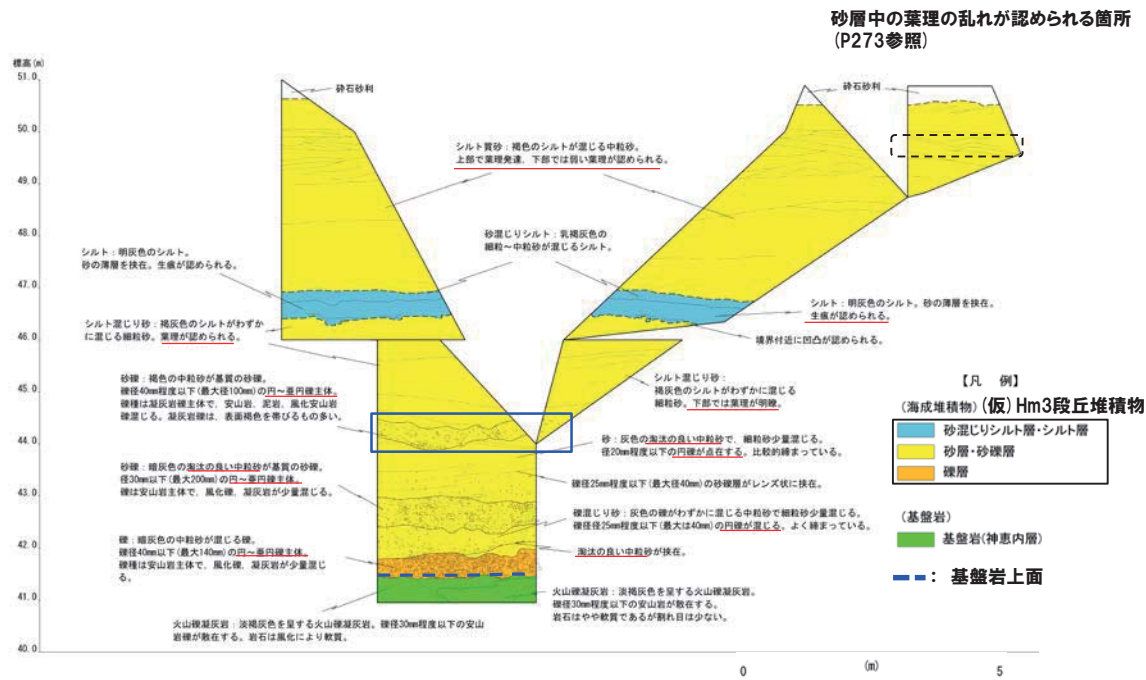 砂層中の葉理の乱れが認められる箇所
(P273参照)
標高(m)
51.0
50.0
49.0
48.0
47.0
46.0
45.0
44.0
43.0
42.0
41.0
40.0
砕石砂利
砕石砂利
シルト質砂：褐色のシルトが混じる中粒砂。
上部で葉理発達、下部では弱い葉理が認められる。
シルト：明灰色のシルト。
砂の薄層を挟在。生痕が認められる。
砂混じりシルト：乳褐灰色の
細粒～中粒砂が混じるシルト。
シルト：明灰色のシルト。砂の薄層を挟在。
生痕が認められる。
境界付近に凹凸が認められる。
シルト混じり砂：褐灰色のシルトがわずか
に混じる細粒砂。葉理が認められる。
砂礫：褐色の中粒砂が基質の砂礫。
礫径40mm程度以下(最大径100mm)の円～亜円礫主体。
礫種は凝灰岩礫主体で、安山岩、泥岩、風化安山岩
礫混じる。凝灰岩礫は、表面褐色を帯びるもの多い。
シルト混じり砂：
褐灰色のシルトがわずかに混じる
細粒砂。下部では葉理が明瞭。
砂：灰色の淘汰の良い中粒砂で、細粒砂少量混じる。
径20mm程度以下の円礫が点在する。比較的締まっている。
砂礫：暗灰色の淘汰の良い中粒砂が基質の砂礫。
径30mm以下(最大200mm)の円～亜円礫主体。
礫は安山岩主体で、風化礫、凝灰岩が少量混じる。
礫径25mm程度以下(最大径40mm)の砂礫層がレンズ状に挟在。
礫混じり砂：灰色の礫がわずかに混じる中粒砂で細粒砂少量混じる。
礫径径25mm程度以下(最大は40mm)の円礫が混じる。よく締まっている。
礫：暗灰色の中粒砂が混じる礫。
礫径40mm以下(最大140mm)の円～亜円礫主体。
礫種は安山岩主体で、風化礫、凝灰岩が少量混じ
る。
淘汰の良い中粒砂が挟在。
火山礫凝灰岩：淡褐灰色を呈する火山礫凝灰岩。
礫径30mm程度以下の安山岩が散在する。
岩石はやや軟質であるが割れ目は少ない。
火山礫凝灰岩：淡褐灰色を呈する火山礫凝灰岩。礫径30mm程度以下の安山
岩礫が散在する。岩石は風化により軟質。
【凡　例】
(海成堆積物)(仮)Hm3段丘堆積物
砂混じりシルト層・シルト層
砂層・砂礫層
礫層
(基盤岩)
基盤岩(神恵内層)
： 基盤岩上面
0
(m)
5